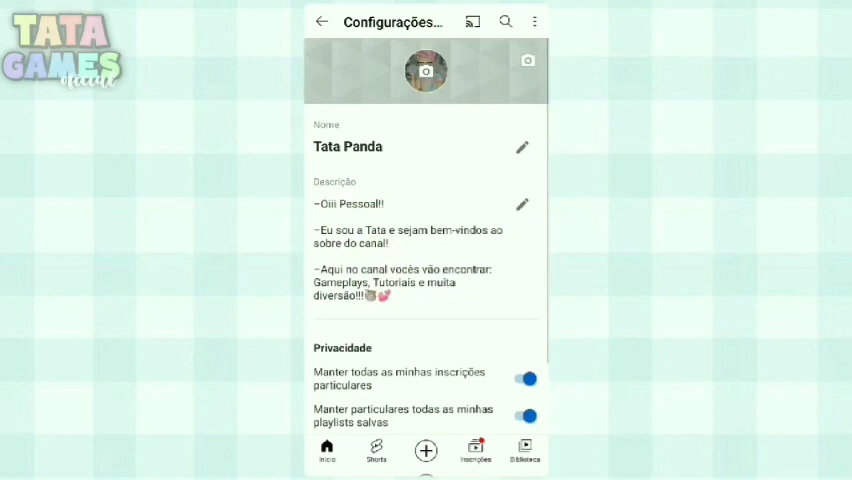 TATA
GAMES
oficial
Configurações...
Nome
Tata Panda
Descrição
–Oiii Pessoal!!
–Eu sou a Tata e sejam bem-vindos ao
sobre do canal!
–Aqui no canal vocês vão encontrar:
Gameplays, Tutoriais e muita
diversão!!!🦥💕
Privacidade
Manter todas as minhas inscrições
particulares
Manter particulares todas as minhas
playlists salvas
Início
Shorts
Inscrições
Biblioteca